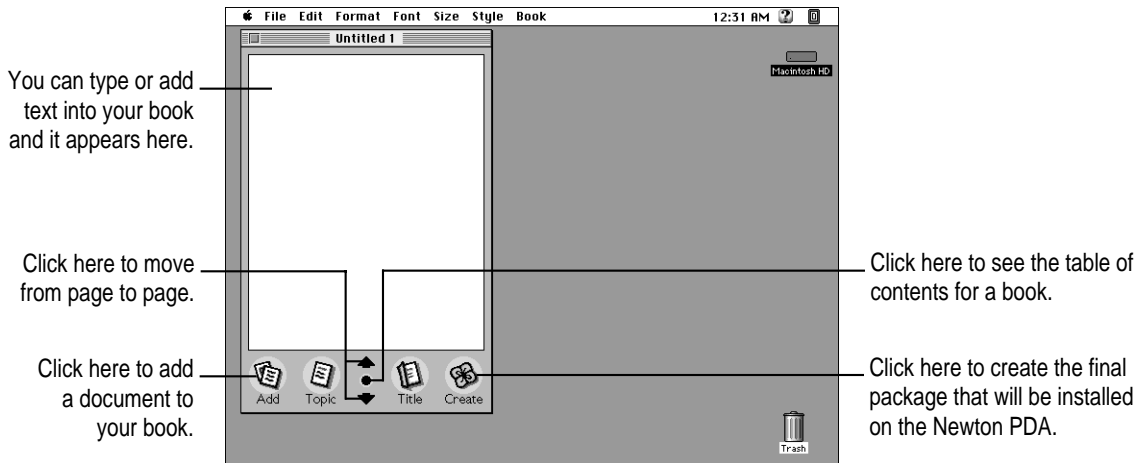 File Edit Format Font Size Style Book 12:31 AM
Untitled 1
Macintosh HD
You can type or add
text into your book
and it appears here.
Click here to move
from page to page.
Click here to see the table of
contents for a book.
Click here to add
a document to
your book.
Add Topic Title Create
Click here to create the final
package that will be installed
on the Newton PDA.
Trash